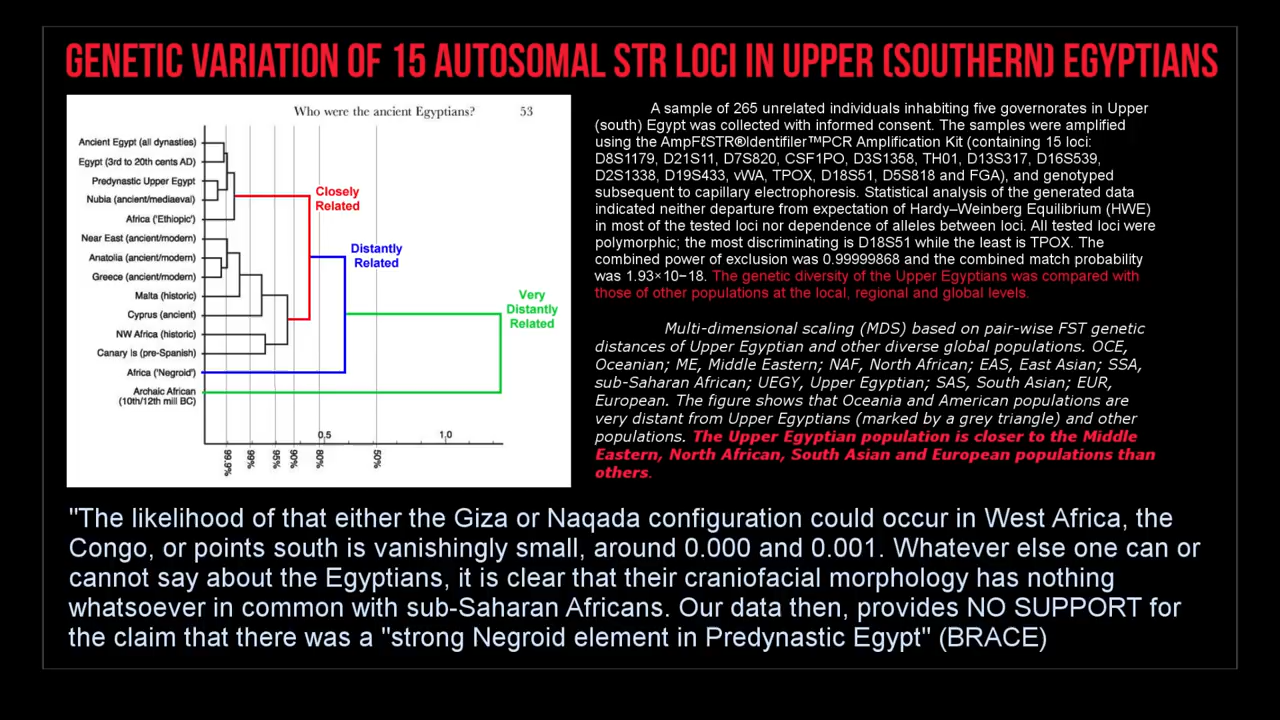 GENETIC VARIATION OF 15 AUTOSOMAL STR LOCI IN UPPER (SOUTHERN) EGYPTIANS
Who were the ancient Egyptians? 53
Ancient Egypt (all dynasties)
Egypt (3rd to 20th cents AD)
Predynastic Upper Egypt
Nubia (ancient/mediaeval)
Africa ('Ethiopic')
Near East (ancient/modern)
Anatolia (ancient/modern)
Greece (ancient/modern)
Malta (historic)
Cyprus (ancient)
NW Africa (historic)
Canary Is (pre-Spanish)
Africa ('Negroid')
Archaic African
(10th/12th mill BC)
Closely
Related
Distantly
Related
Very
Distantly
Related
0.5
1.0
99.9%
99%
95%
90%
80%
50%
A sample of 265 unrelated individuals inhabiting five governorates in Upper
(south) Egypt was collected with informed consent. The samples were amplified
using the AmpFℓSTR®Identifiler™PCR Amplification Kit (containing 15 loci:
D8S1179, D21S11, D7S820, CSF1PO, D3S1358, TH01, D13S317, D16S539,
D2S1338, D19S433, vWA, TPOX, D18S51, D5S818 and FGA), and genotyped
subsequent to capillary electrophoresis. Statistical analysis of the generated data
indicated neither departure from expectation of Hardy–Weinberg Equilibrium (HWE)
in most of the tested loci nor dependence of alleles between loci. All tested loci were
polymorphic; the most discriminating is D18S51 while the least is TPOX. The
combined power of exclusion was 0.99999868 and the combined match probability
was 1.93×10−18. The genetic diversity of the Upper Egyptians was compared with
those of other populations at the local, regional and global levels.
Multi-dimensional scaling (MDS) based on pair-wise FST genetic
distances of Upper Egyptian and other diverse global populations. OCE,
Oceanian; ME, Middle Eastern; NAF, North African; EAS, East Asian; SSA,
sub-Saharan African; UEGY, Upper Egyptian; SAS, South Asian; EUR,
European. The figure shows that Oceania and American populations are
very distant from Upper Egyptians (marked by a grey triangle) and other
populations. The Upper Egyptian population is closer to the Middle
Eastern, North African, South Asian and European populations than
others.
"The likelihood of that either the Giza or Naqada configuration could occur in West Africa, the
Congo, or points south is vanishingly small, around 0.000 and 0.001. Whatever else one can or
cannot say about the Egyptians, it is clear that their craniofacial morphology has nothing
whatsoever in common with sub-Saharan Africans. Our data then, provides NO SUPPORT for
the claim that there was a "strong Negroid element in Predynastic Egypt" (BRACE)